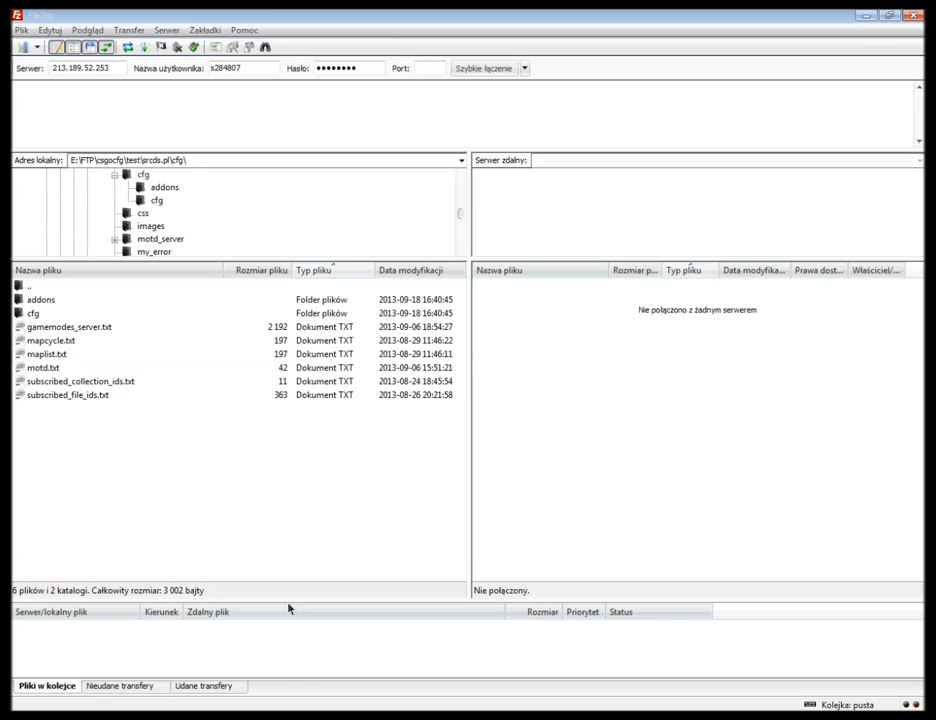 Plik Edytuj Podgląd Transfer Serwer Zakładki Pomoc
Serwer: 213.189.52.253 Nazwa użytkownika: s284807 Hasło: •••••••• Port: Szybkie łączenie
Adres lokalny: E:\FTP\csgocfg\test\srcds.pl\cfg\ Serwer zdalny:
cfg
addons
cfg
css
images
motd_server
my_error
Nazwa pliku Rozmiar pliku Typ pliku Data modyfikacji Nazwa pliku Rozmiar p... Typ pliku Data modyfika... Prawa dost... Właściciel/...
..
addons Folder plików 2013-09-18 16:40:45
Nie połączono z żadnym serwerem
cfg Folder plików 2013-09-18 16:40:45
gamemodes_server.txt 2 192 Dokument TXT 2013-09-06 18:54:27
mapcycle.txt 197 Dokument TXT 2013-08-29 11:46:22
maplist.txt 197 Dokument TXT 2013-08-29 11:46:11
motd.txt 42 Dokument TXT 2013-09-06 15:51:21
subscribed_collection_ids.txt 11 Dokument TXT 2013-08-24 18:45:54
subscribed_file_ids.txt 363 Dokument TXT 2013-08-26 20:21:58
6 plików i 2 katalogi. Całkowity rozmiar: 3 002 bajty Nie połączony.
Serwer/lokalny plik Kierunek Zdalny plik Rozmiar Priorytet Status
Pliki w kolejce Nieudane transfery Udane transfery
Kolejka: pusta